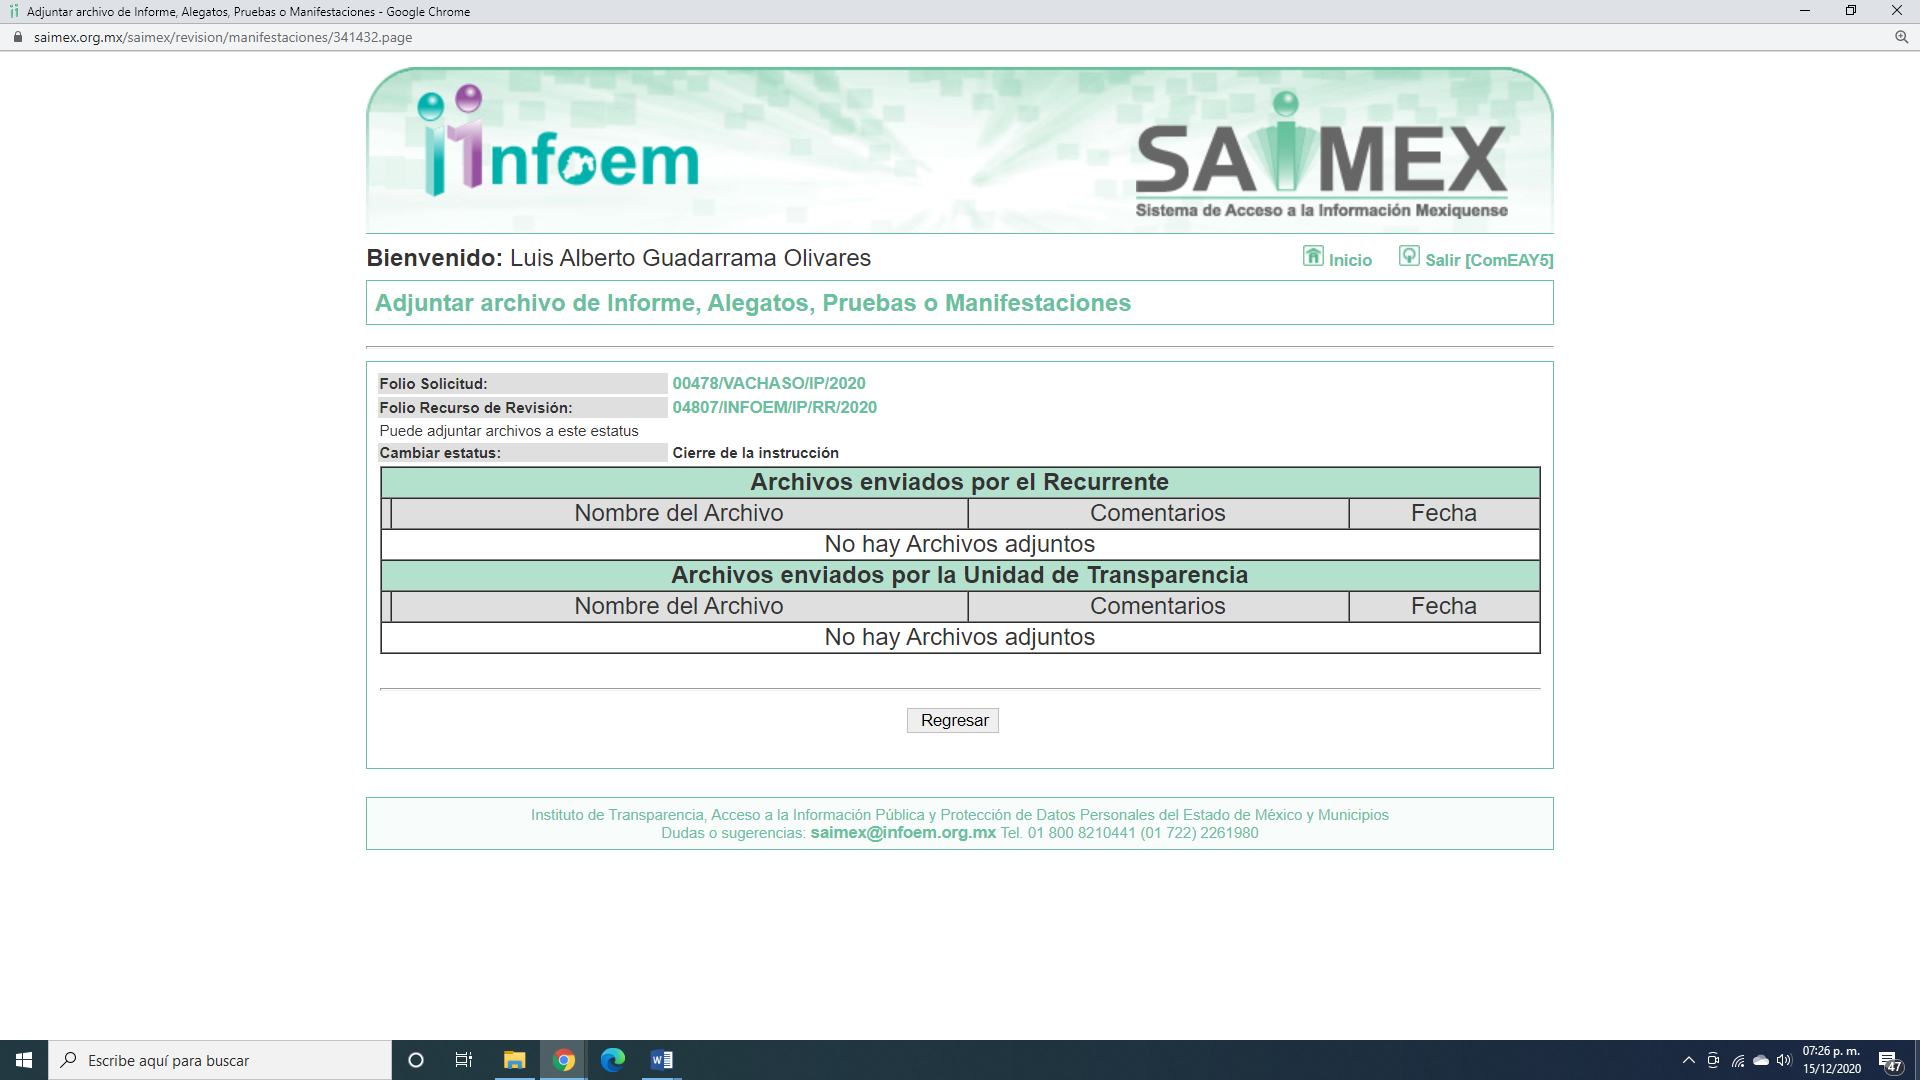 Adjuntar archivo de Informe, Alegatos, Pruebas o Manifestaciones - Google Chrome
saimex.org.mx/saimex/revision/manifestaciones/341432.page
infoem
SAIMEX
Sistema de Acceso a la Información Mexiquense
Bienvenido: Luis Alberto Guadarrama Olivares
Inicio
Salir [ComEAY5]
Adjuntar archivo de Informe, Alegatos, Pruebas o Manifestaciones
Folio Solicitud: 00478/VACHASO/IP/2020
Folio Recurso de Revisión: 04807/INFOEM/IP/RR/2020
Puede adjuntar archivos a este estatus
Cambiar estatus: Cierre de la instrucción
Archivos enviados por el Recurrente
Nombre del Archivo Comentarios Fecha
No hay Archivos adjuntos
Archivos enviados por la Unidad de Transparencia
Nombre del Archivo Comentarios Fecha
No hay Archivos adjuntos
Regresar
Instituto de Transparencia, Acceso a la Información Pública y Protección de Datos Personales del Estado de México y Municipios
Dudas o sugerencias: saimex@infoem.org.mx Tel. 01 800 8210441 (01 722) 2261980
Escribe aquí para buscar
07:26 p. m.
15/12/2020
47